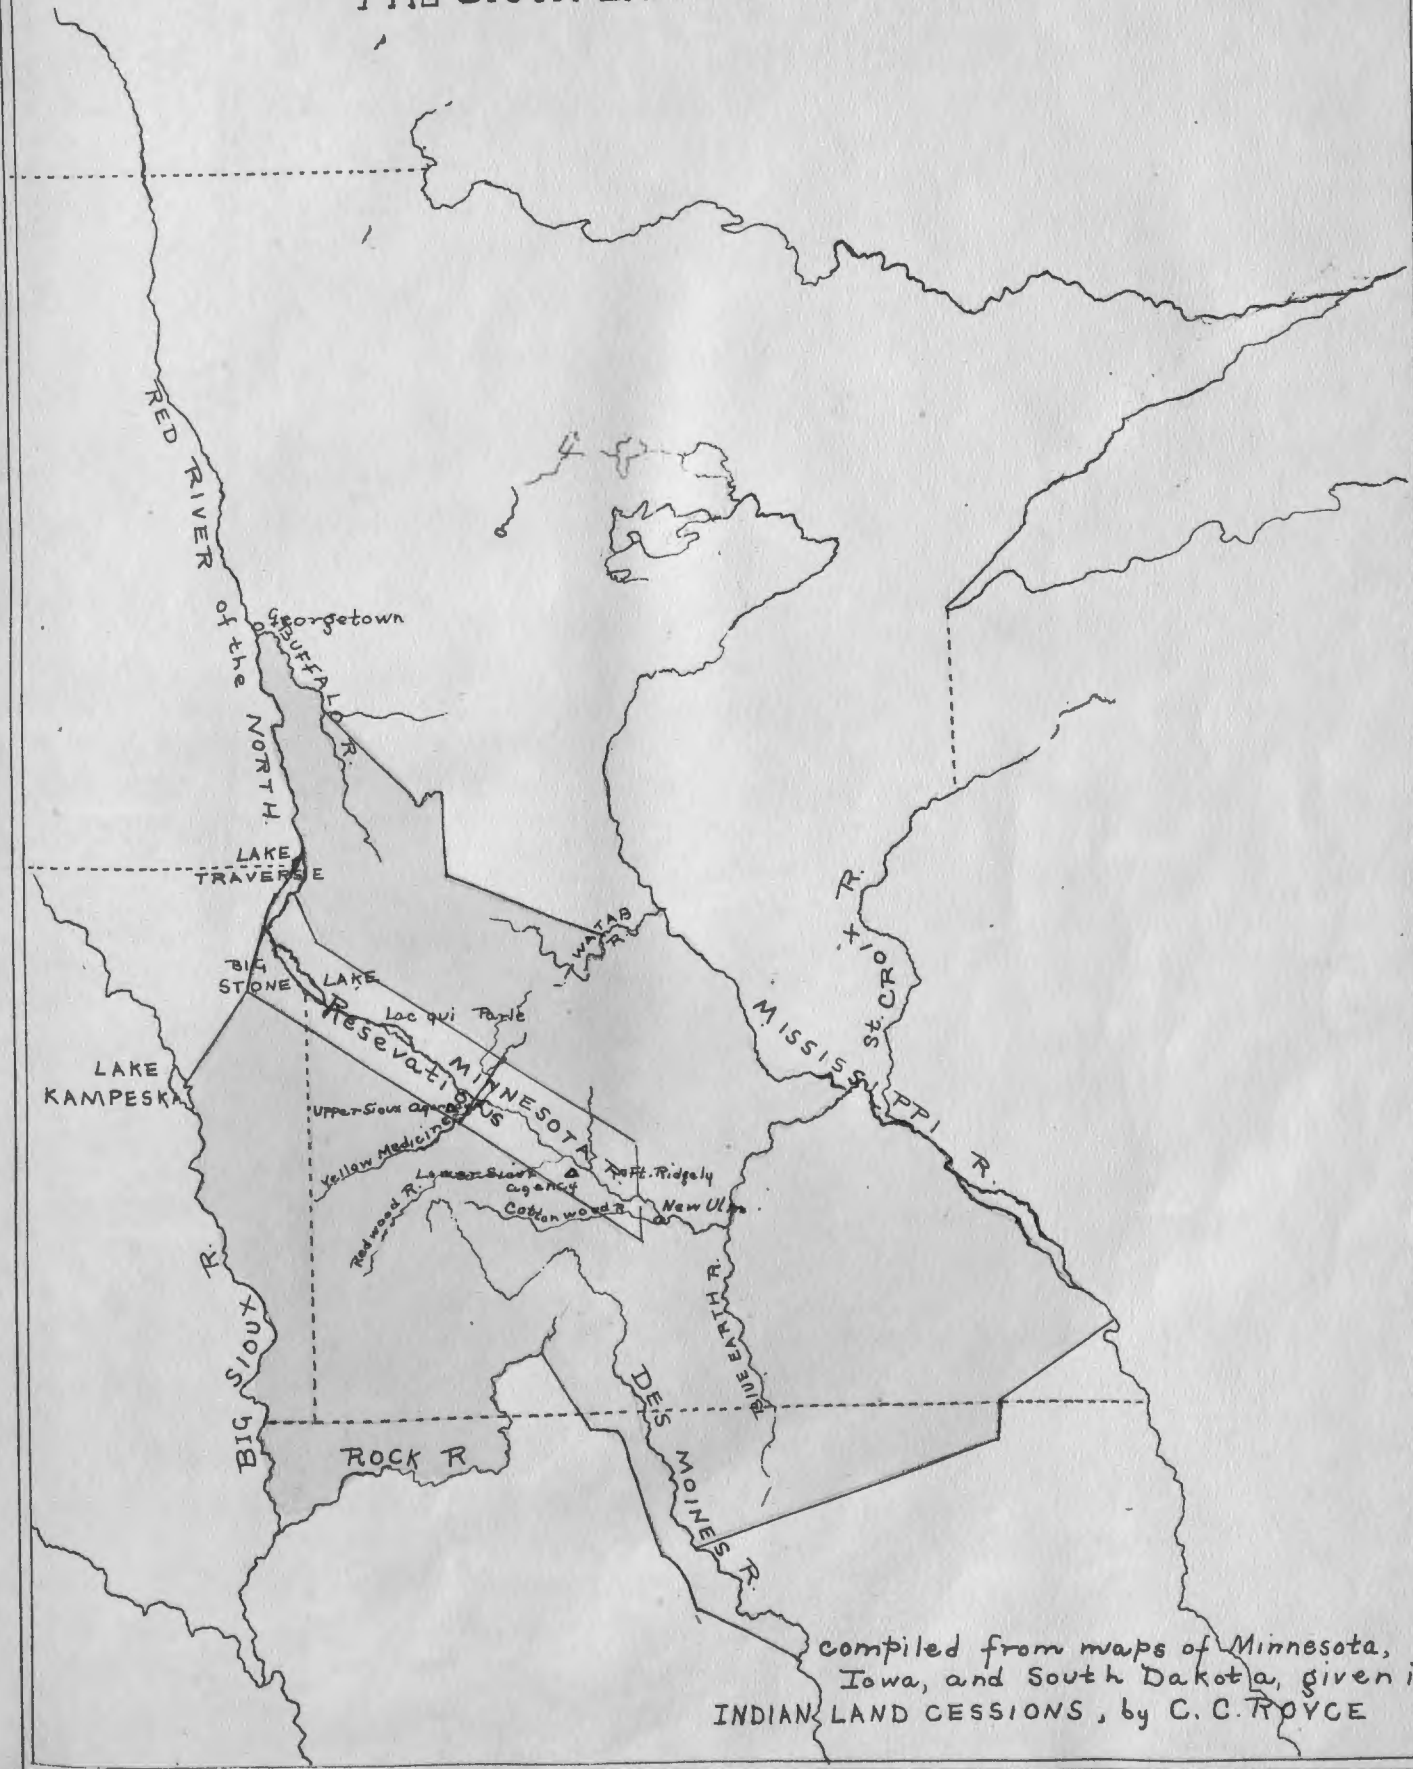 RED RIVER
of the NORTH
Georgetown
BUFFALO R.
LAKE
TRAVERSE
BIG
STONE LAKE
WATAB
R.
Lac qui Parle
Resevations
MINNESOTA
LAKE
KAMPESKA
Upper Sioux agency
Yellow Medicine
Lower Sioux
agency
Redwood R.
Cottonwood R.
Ft. Ridgely
New Ulm
MISSISSIPPI R.
St. CROIX R.
BIG SIOUX R.
BLUE EARTH R.
DES MOINES R.
ROCK R
compiled from maps of Minnesota,
Iowa, and South Dakota, given
INDIAN LAND CESSIONS, by C. C. ROYCE